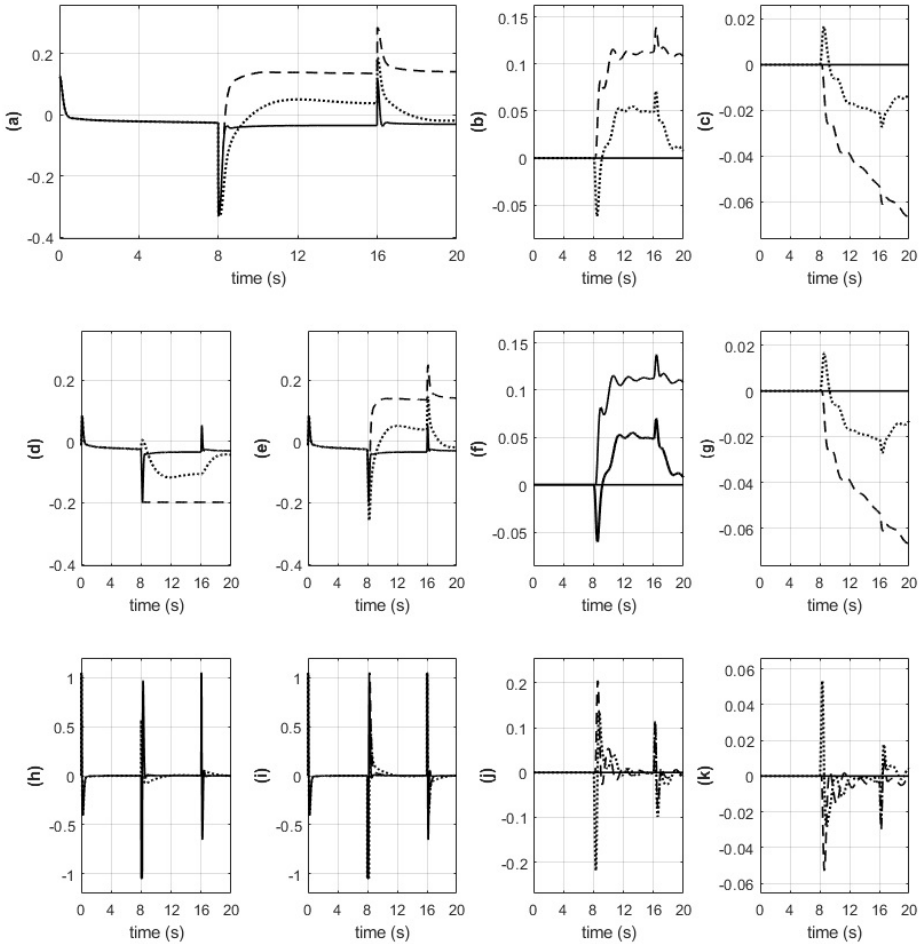 0.2
0
-0.2
-0.4
(a)
0 4 8 12 16 20
time (s)
0.15
0.1
0.05
0
-0.05
(b)
0 4 8 12 16 20
time (s)
0.02
0
-0.02
-0.04
-0.06
(c)
0 4 8 12 16 20
time (s)
0.2
0
-0.2
-0.4
(d)
0 4 8 12 16 20
time (s)
0.2
0
-0.2
-0.4
(e)
0 4 8 12 16 20
time (s)
0.15
0.1
0.05
0
-0.05
(f)
0 4 8 12 16 20
time (s)
0.02
0
-0.02
-0.04
-0.06
(g)
0 4 8 12 16 20
time (s)
1
0.5
0
-0.5
-1
(h)
0 4 8 12 16 20
time (s)
1
0.5
0
-0.5
-1
(i)
0 4 8 12 16 20
time (s)
0.2
0.1
0
-0.1
-0.2
(j)
0 4 8 12 16 20
time (s)
0.06
0.04
0.02
0
-0.02
-0.04
-0.06
(k)
0 4 8 12 16 20
time (s)